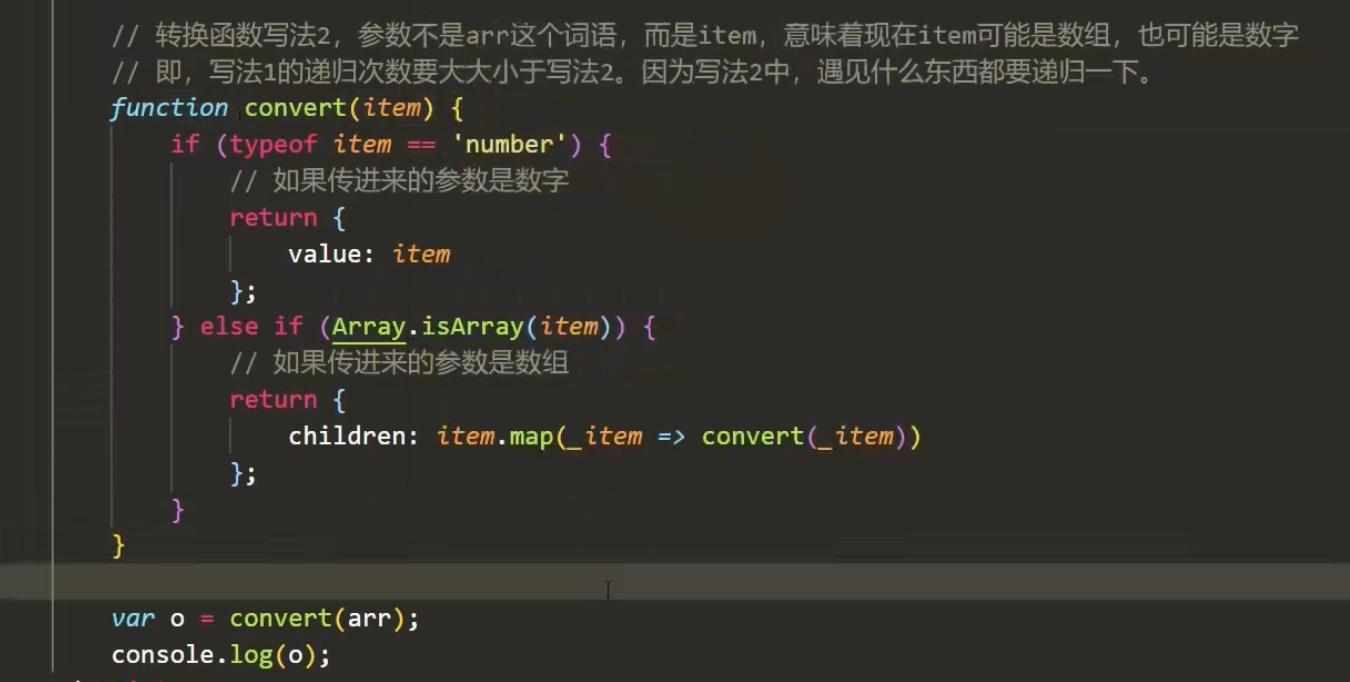 // 转换函数写法2，参数不是arr这个词语，而是item，意味着现在item可能是数组，也可能是数字
// 即，写法1的递归次数要大大小于写法2。因为写法2中，遇见什么东西都要递归一下。
function convert(item) {
if (typeof item == 'number') {
// 如果传进来的参数是数字
return {
value: item
};
} else if (Array.isArray(item)) {
// 如果传进来的参数是数组
return {
children: item.map(_item => convert(_item))
};
}
}
var o = convert(arr);
console.log(o);